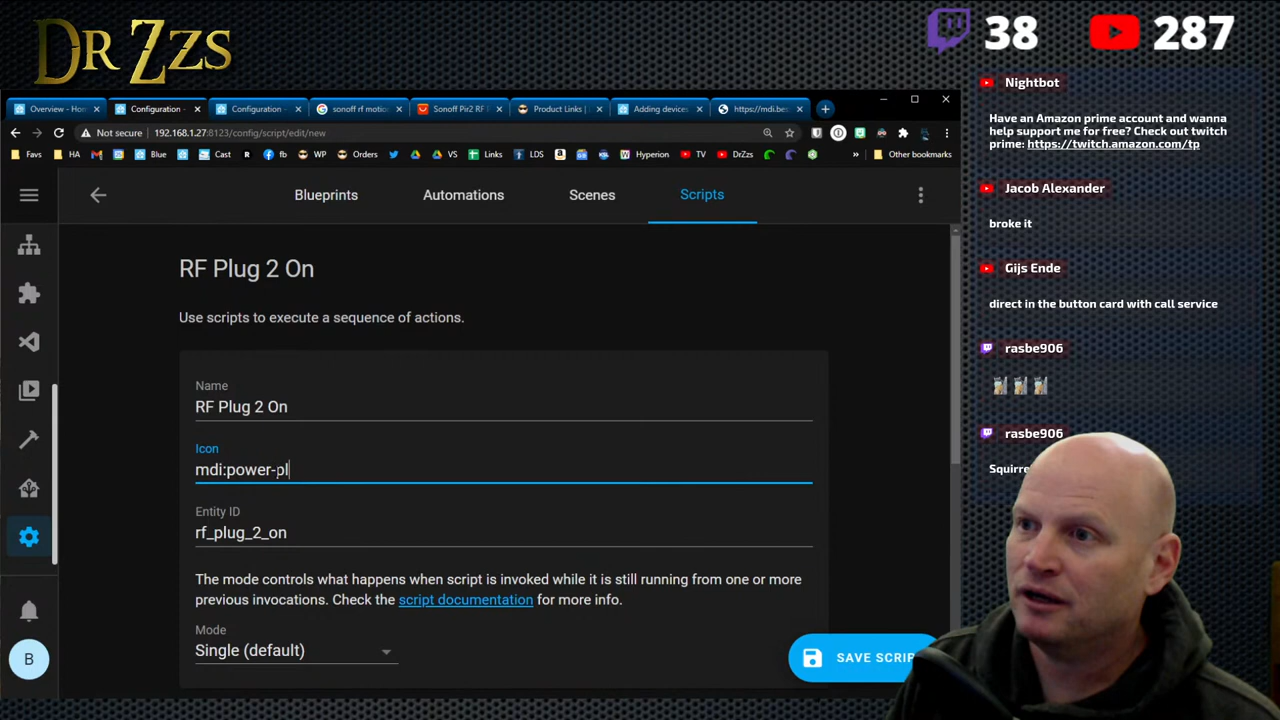 DR ZZS
38
287
Overview - Hom
Configuration -
Configuration
sonoff rf motion
Sonoff Pir2 RF P
Product Links |
Adding devices
https://mdi.bes
Not secure 192.168.1.27:8123/config/script/edit/new
Favs
HA
Blue
Cast
fb
WP
Orders
VS
Links
LDS
Hyperion
TV
DrZzs
»
Other bookmarks
Blueprints
Automations
Scenes
Scripts
RF Plug 2 On
Use scripts to execute a sequence of actions.
Name
RF Plug 2 On
Icon
mdi:power-pl
Entity ID
rf_plug_2_on
The mode controls what happens when script is invoked while it is still running from one or more
previous invocations. Check the script documentation for more info.
Mode
Single (default)
SAVE SCRIP
B
Nightbot
Have an Amazon prime account and wanna
help support me for free? Check out twitch
prime: https://twitch.amazon.com/tp
Jacob Alexander
broke it
Gijs Ende
direct in the button card with call service
rasbe906
rasbe906
Squirre